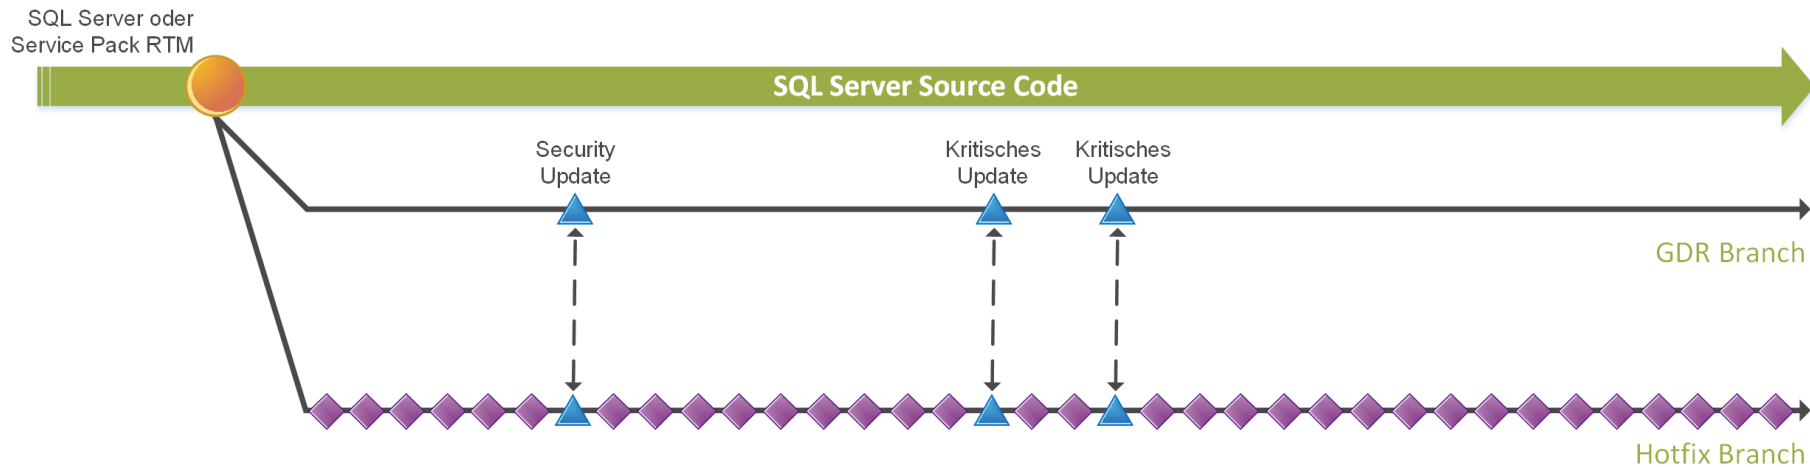 SQL Server oder
Service Pack RTM
SQL Server Source Code
Security
Update
Kritisches
Update
Kritisches
Update
GDR Branch
Hotfix Branch